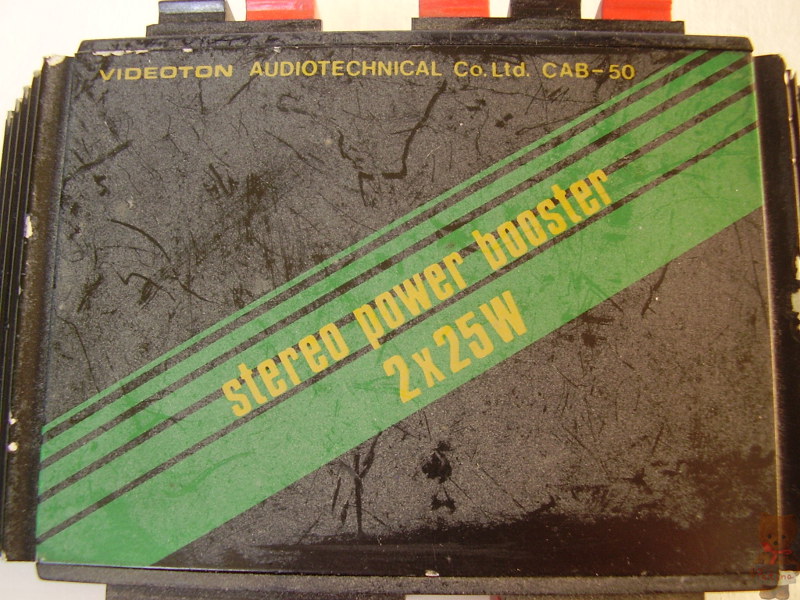 VIDEOTON AUDIOTECHNICAL Co.Ltd. CAB-50
stereo power booster
2x25W